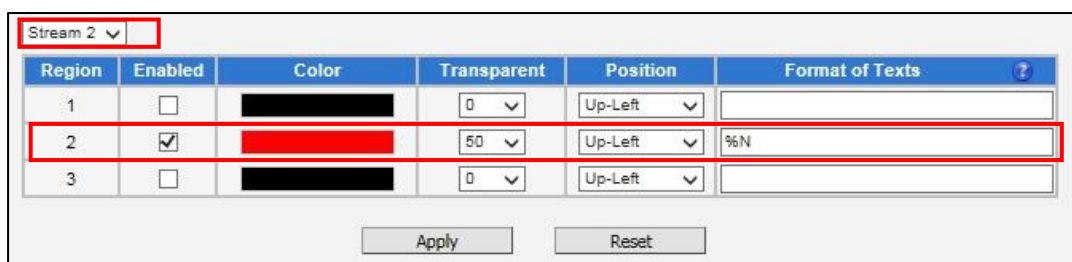 Stream 2
Region Enabled Color Transparent Position Format of Texts ?
1 0 Up-Left
2 50 Up-Left %N
3 0 Up-Left
Apply Reset